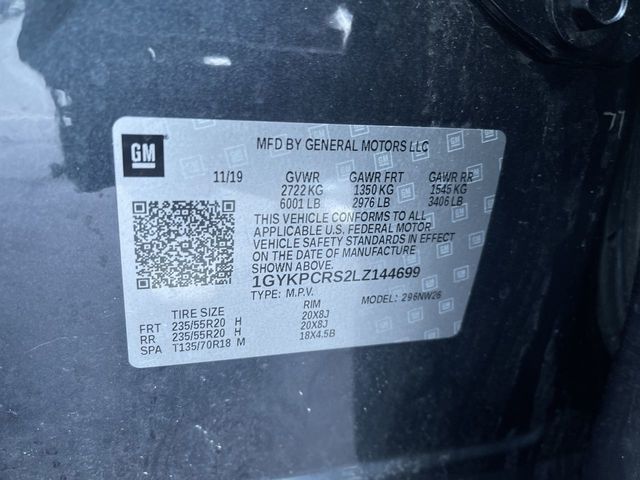 GM
MFD BY GENERAL MOTORS LLC
11/19 GVWR GAWR FRT GAWR RR
2722 KG 1350 KG 1545 KG
6001 LB 2976 LB 3406 LB
THIS VEHICLE CONFORMS TO ALL
APPLICABLE U.S. FEDERAL MOTOR
VEHICLE SAFETY STANDARDS IN EFFECT
ON THE DATE OF MANUFACTURE
SHOWN ABOVE.
1GYKPCRS2LZ144699
TYPE: M.P.V. MODEL: 296NW26
TIRE SIZE RIM
FRT 235/55R20 H 20X8J
RR 235/55R20 H 20X8J
SPA T135/70R18 M 18X4.5B